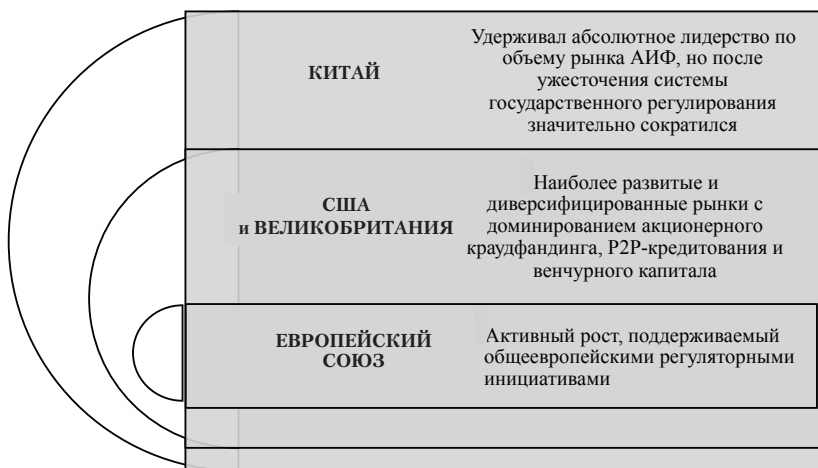 КИТАЙ
Удерживал абсолютное лидерство по
объему рынка АИФ, но после
ужесточения системы
государственного регулирования
значительно сократился
США
и ВЕЛИКОБРИТАНИЯ
Наиболее развитые и
диверсифицированные рынки с
доминированием акционерного
краудфандинга, P2P-кредитования и
венчурного капитала
ЕВРОПЕЙСКИЙ
СОЮЗ
Активный рост, поддерживаемый
общеевропейскими регуляторными
инициативами